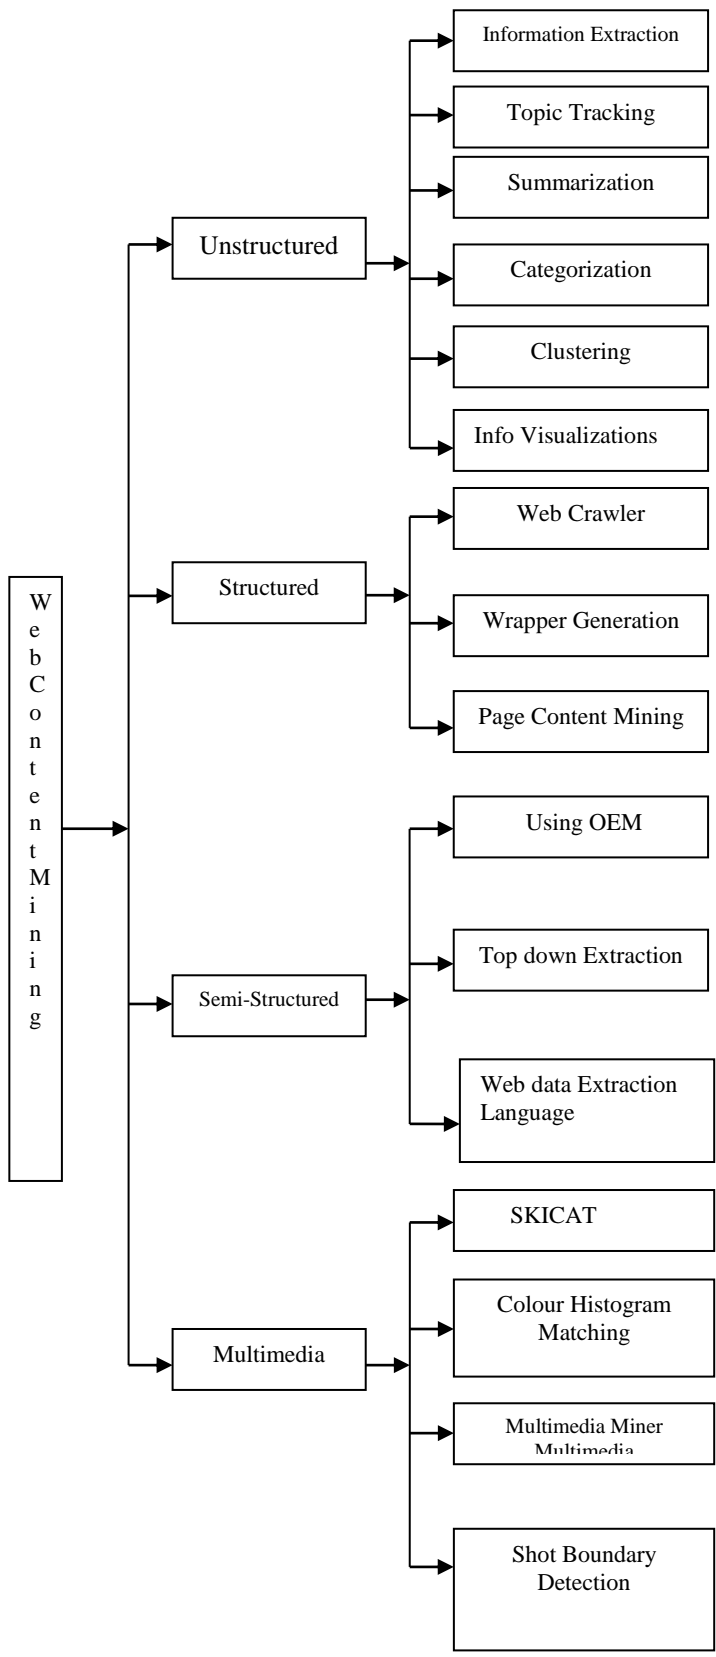 WebContentMining
Unstructured
Information Extraction
Topic Tracking
Summarization
Categorization
Clustering
Info Visualizations
Structured
Web Crawler
Wrapper Generation
Page Content Mining
Semi-Structured
Using OEM
Top down Extraction
Web data Extraction
Language
Multimedia
SKICAT
Colour Histogram
Matching
Multimedia Miner
Multimedia
Shot Boundary
Detection